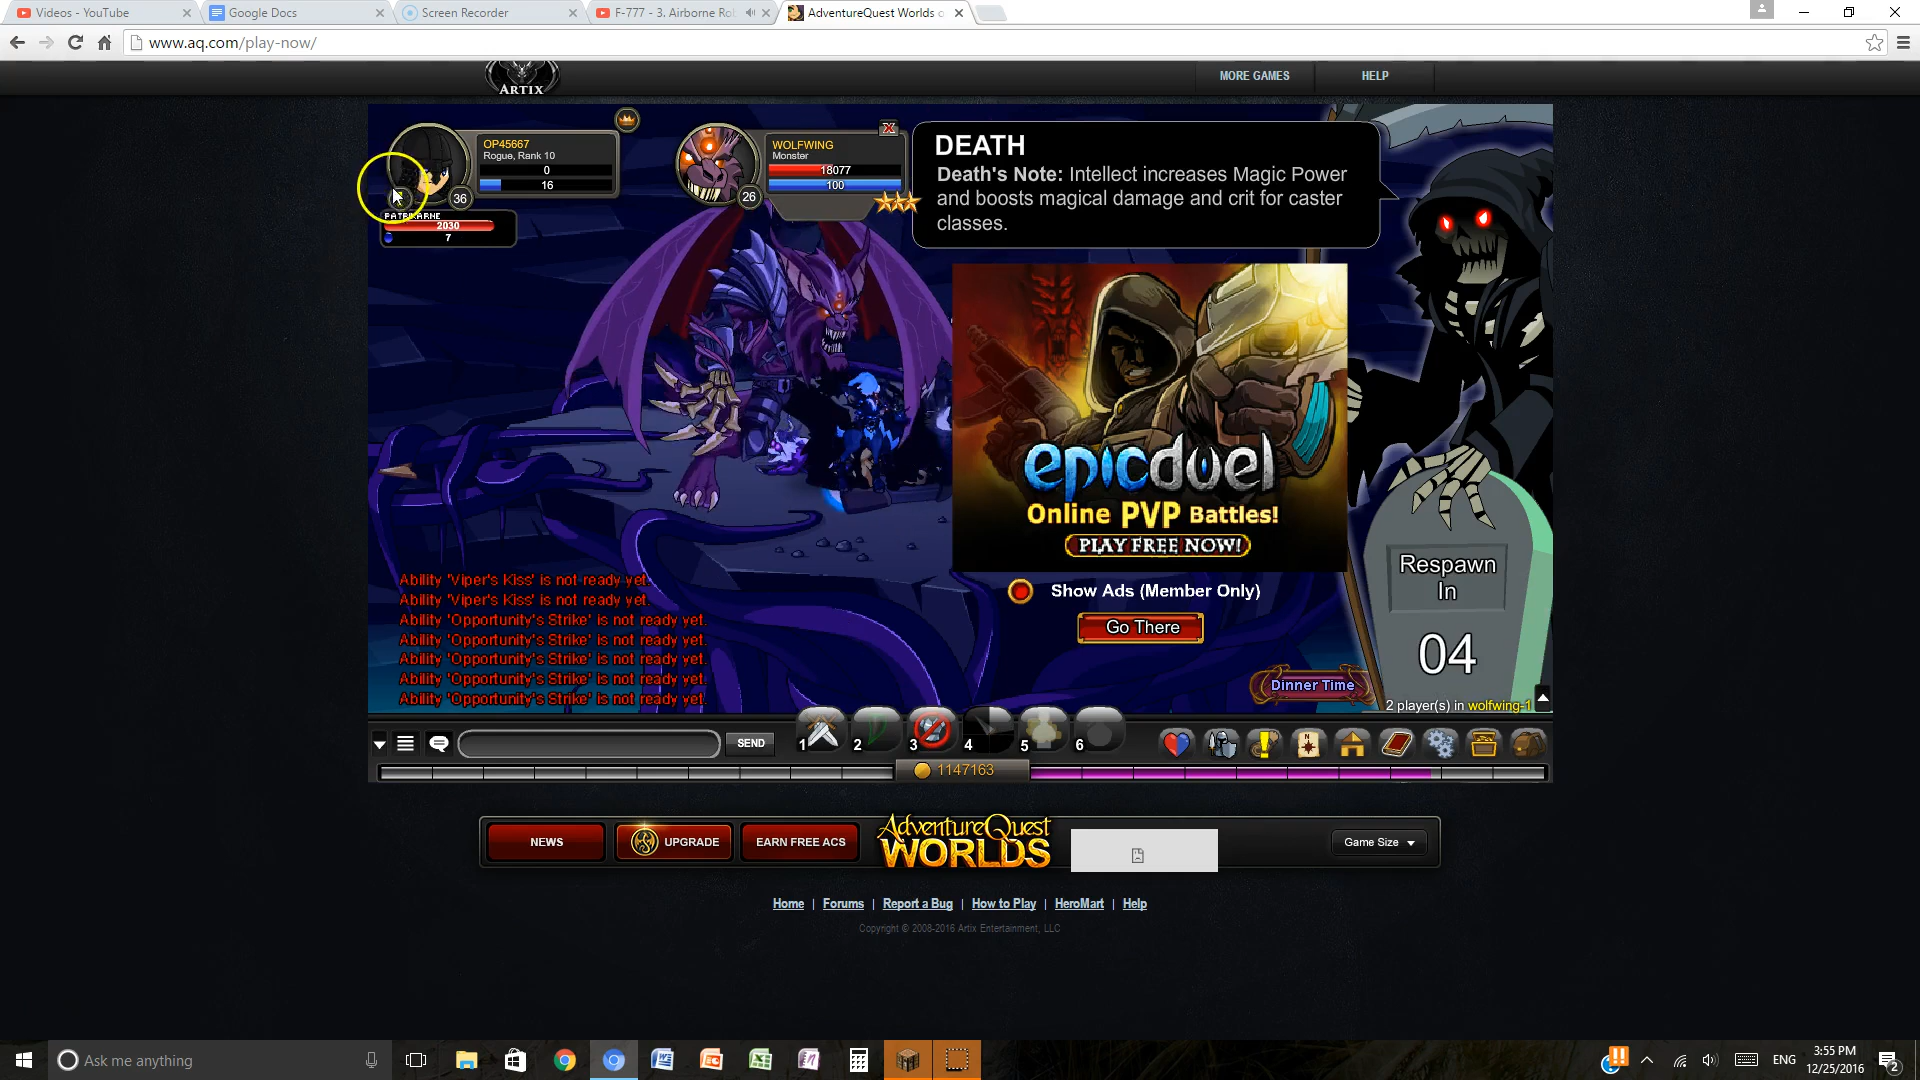 Videos - YouTube
Google Docs
Screen Recorder
F-777 - 3. Airborne Ro
AdventureQuest Worlds o
www.aq.com/play-now/
ARTIX
MORE GAMES
HELP
OP45667
Rogue, Rank 10
0
16
36
WOLFWING
Monster
18077
100
26
2030
7
DEATH
Death's Note: Intellect increases Magic Power
and boosts magical damage and crit for caster
classes.
epicduel
Online PVP Battles!
PLAY FREE NOW!
Show Ads (Member Only)
Go There
Respawn
In
04
Dinner Time
2 player(s) in wolfwing-1
Ability 'Viper's Kiss' is not ready yet.
Ability 'Viper's Kiss' is not ready yet.
Ability 'Opportunity's Strike' is not ready yet.
Ability 'Opportunity's Strike' is not ready yet.
Ability 'Opportunity's Strike' is not ready yet.
Ability 'Opportunity's Strike' is not ready yet.
Ability 'Opportunity's Strike' is not ready yet.
SEND
1 2 3 4 5 6
1147163
NEWS
UPGRADE
EARN FREE ACS
AdventureQuest
WORLDS
Game Size
Home | Forums | Report a Bug | How to Play | HeroMart | Help
Copyright © 2008-2016 Artix Entertainment, LLC
Ask me anything
ENG
3:55 PM
12/25/2016
2